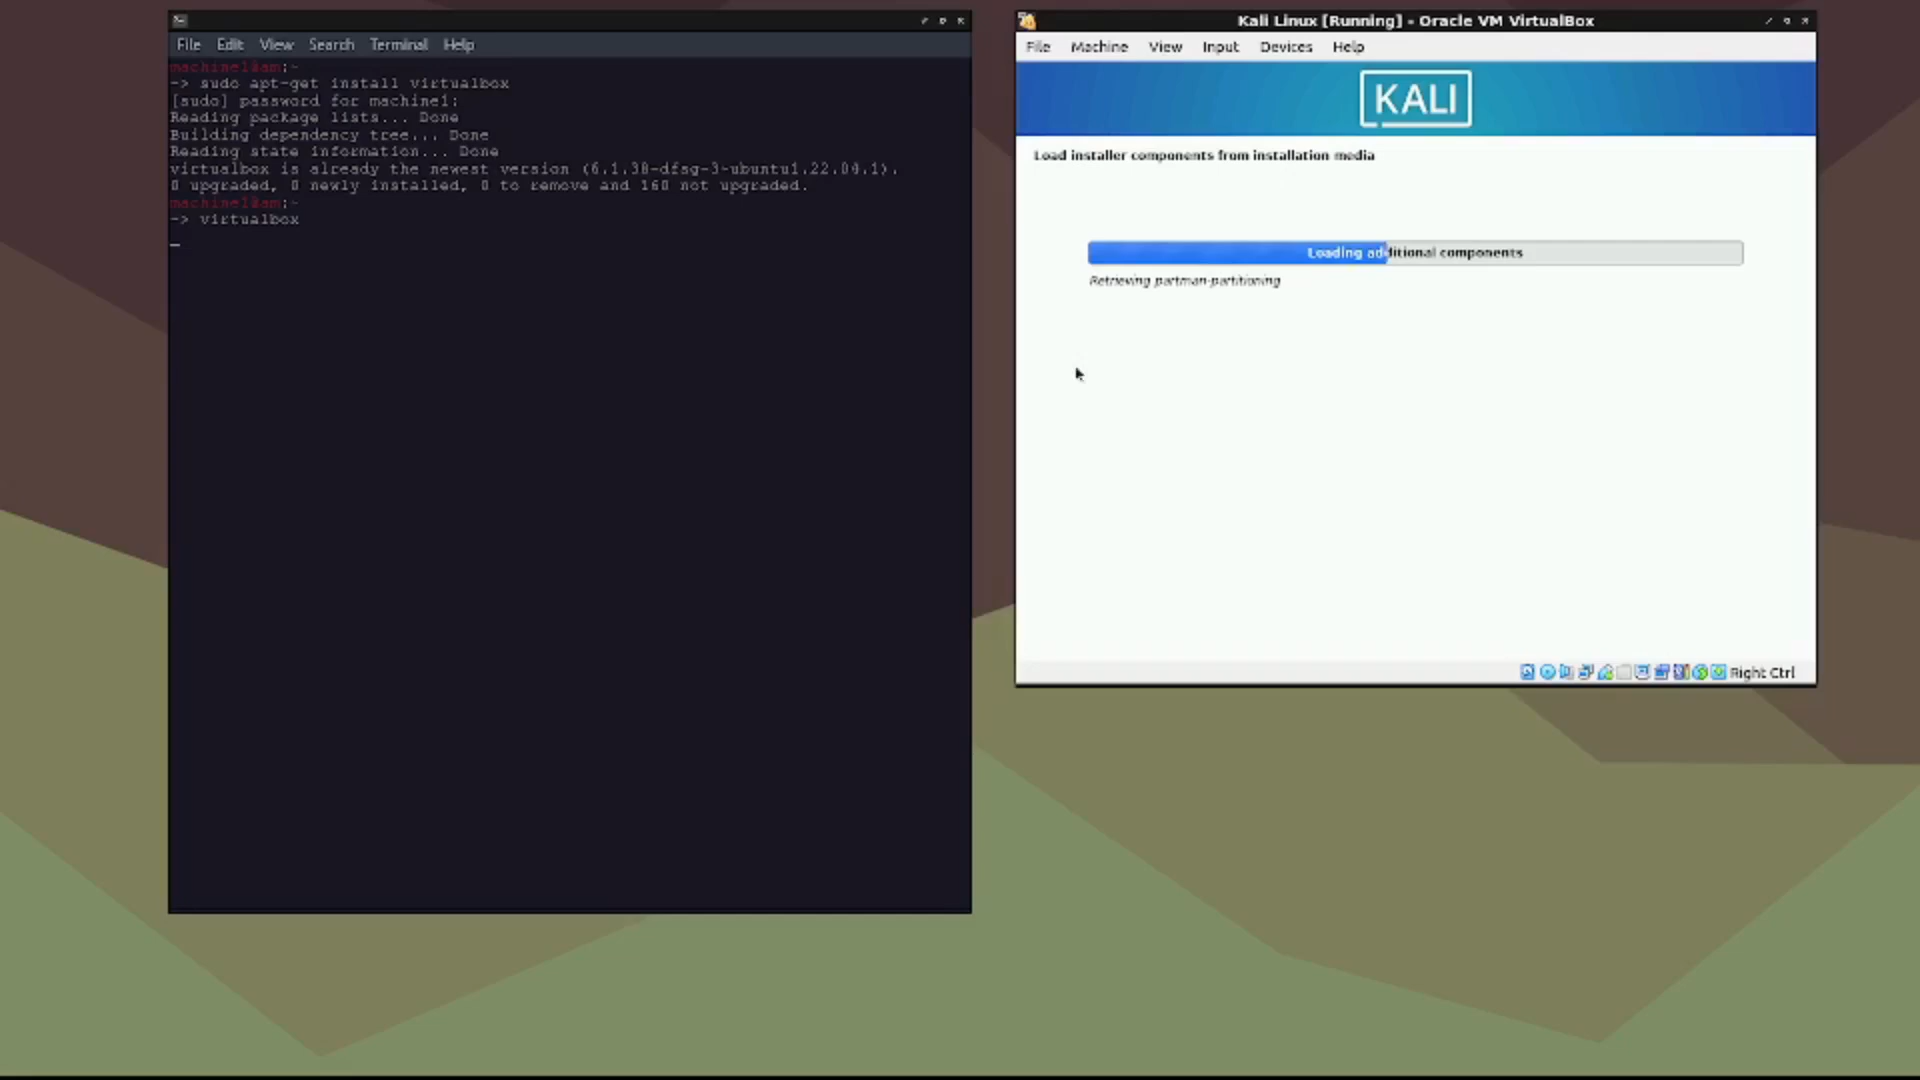 File Edit View Search Terminal Help
machine1@am:~
-> sudo apt-get install virtualbox
[sudo] password for machine1:
Reading package lists... Done
Building dependency tree... Done
Reading state information... Done
virtualbox is already the newest version (6.1.38-dfsg-3~ubuntu1.22.04.1).
0 upgraded, 0 newly installed, 0 to remove and 160 not upgraded.
machine1@am:~
-> virtualbox
Kali Linux [Running] - Oracle VM VirtualBox
File Machine View Input Devices Help
KALI
Load installer components from installation media
Loading additional components
Retrieving partman-partitioning
Right Ctrl